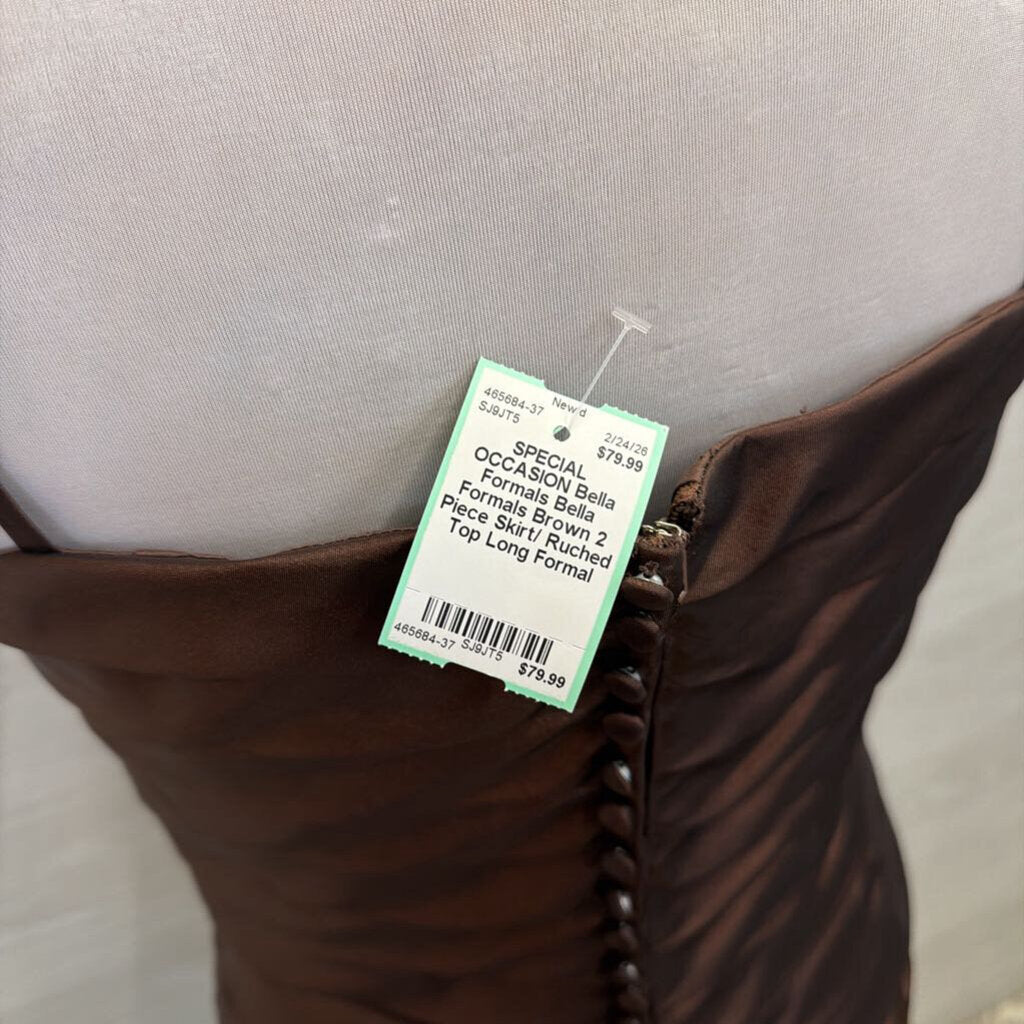 465684-37 New'd
SJ9JT5 2/24/26
$79.99
SPECIAL
OCCASION Bella
Formals Bella
Formals Brown 2
Piece Skirt/ Ruched
Top Long Formal
465684-37 SJ9JT5
$79.99